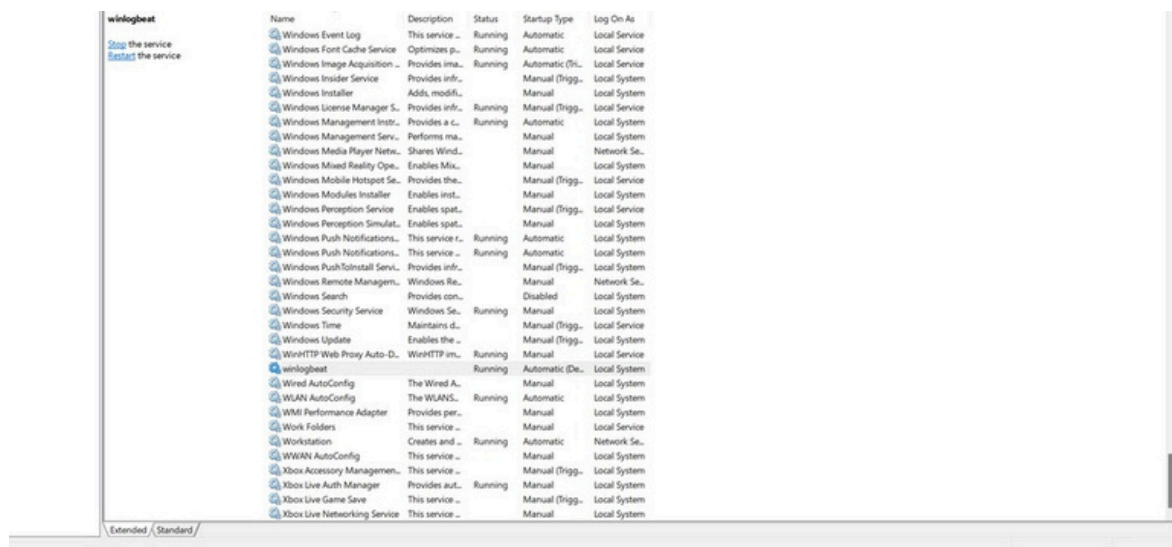 winlogbeat
Stop the service
Restart the service
Name Description Status Startup Type Log On As
Windows Event Log This service ... Running Automatic Local Service
Windows Font Cache Service Optimizes p... Running Automatic Local Service
Windows Image Acquisition ... Provides ima... Running Automatic (Tri... Local Service
Windows Insider Service Provides infr... Manual (Trigg... Local System
Windows Installer Adds, modifi... Manual Local System
Windows License Manager S... Provides infr... Running Manual (Trigg... Local Service
Windows Management Instr... Provides a c... Running Automatic Local System
Windows Management Serv... Performs ma... Manual Local System
Windows Media Player Netw... Shares Wind... Manual Network Se...
Windows Mixed Reality Ope... Enables Mix... Manual Local System
Windows Mobile Hotspot Se... Provides the... Manual (Trigg... Local Service
Windows Modules Installer Enables inst... Manual Local System
Windows Perception Service Enables spat... Manual (Trigg... Local Service
Windows Perception Simulat... Enables spat... Manual Local System
Windows Push Notifications... This service r... Running Automatic Local System
Windows Push Notifications... This service ... Running Automatic Local System
Windows PushToInstall Servi... Provides infr... Manual (Trigg... Local System
Windows Remote Managem... Windows Re... Manual Network Se...
Windows Search Provides con... Disabled Local System
Windows Security Service Windows Se... Running Manual Local System
Windows Time Maintains d... Manual (Trigg... Local Service
Windows Update Enables the ... Manual (Trigg... Local System
WinHTTP Web Proxy Auto-D... WinHTTP im... Running Manual Local Service
winlogbeat Running Automatic (De... Local System
Wired AutoConfig The Wired A... Manual Local System
WLAN AutoConfig The WLANS... Running Automatic Local System
WMI Performance Adapter Provides per... Manual Local System
Work Folders This service ... Manual Local Service
Workstation Creates and ... Running Automatic Network Se...
WWAN AutoConfig This service ... Manual Local System
Xbox Accessory Managemen... This service ... Manual (Trigg... Local System
Xbox Live Auth Manager Provides aut... Running Manual Local System
Xbox Live Game Save This service ... Manual (Trigg... Local System
Xbox Live Networking Service This service ... Manual Local System
Extended Standard